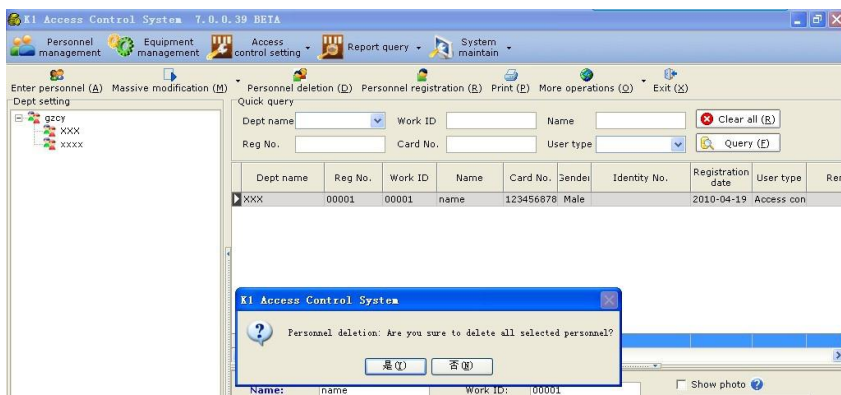 K1 Access Control System 7.0.0.39 BETA
Personnel management
Equipment management
Access control setting
Report query
System maintain
Enter personnel (A) Massive modification (M) Personnel deletion (D) Personnel registration (R) Print (P) More operations (O) Exit (X)
Dept setting
gzcy
XXX
xxxx
Quick query
Dept name Work ID Name Clear all (R)
Reg No. Card No. User type Query (F)
Dept name Reg No. Work ID Name Card No. Gender Identity No. Registration date User type Rem
XXX 00001 00001 name 123456878 Male 2010-04-19 Access con
K1 Access Control System
Personnel deletion: Are you sure to delete all selected personnel?
是(Y) 否(N)
Name: name Work ID: 00001 Show photo